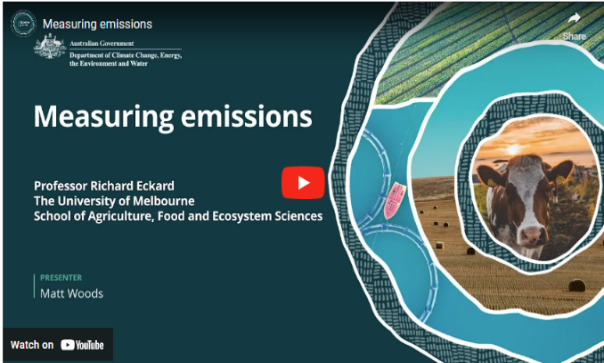 Measuring emissions
Share
Australian Government
Department of Climate Change, Energy,
the Environment and Water
Measuring emissions
Professor Richard Eckard
The University of Melbourne
School of Agriculture, Food and Ecosystem Sciences
PRESENTER
Matt Woods
Watch on YouTube